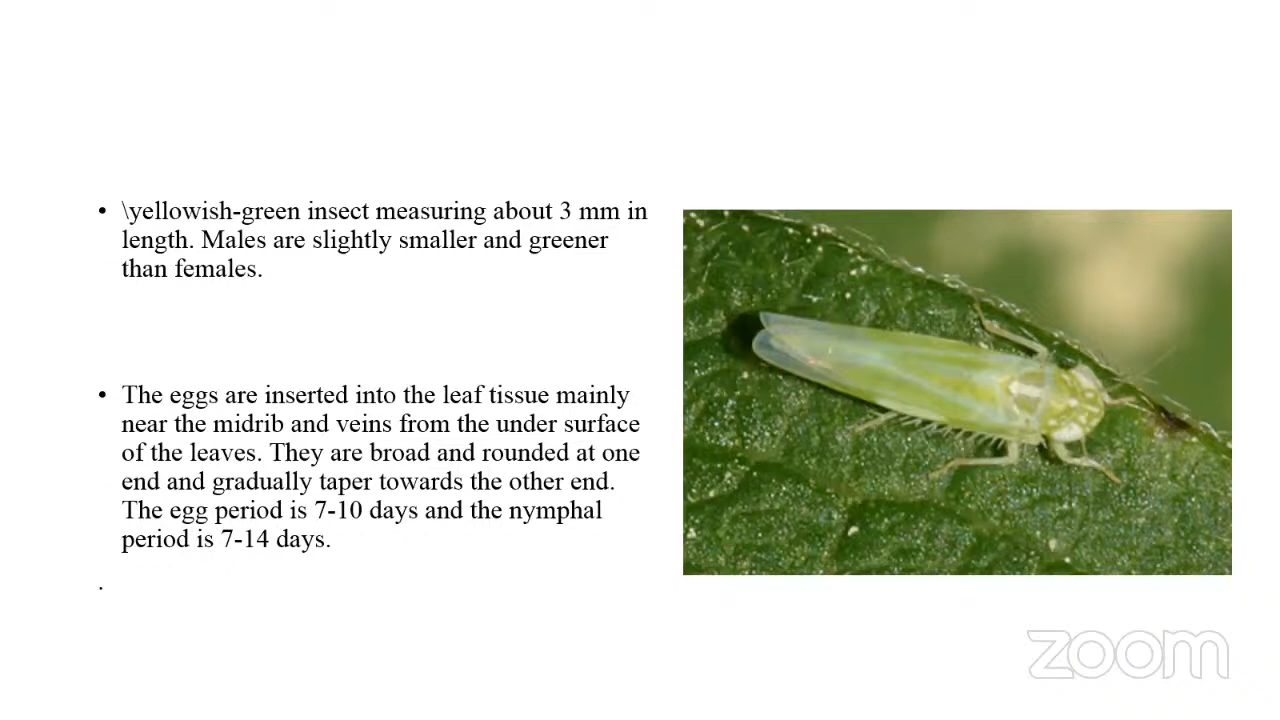 • \yellowish-green insect measuring about 3 mm in
length. Males are slightly smaller and greener
than females.
• The eggs are inserted into the leaf tissue mainly
near the midrib and veins from the under surface
of the leaves. They are broad and rounded at one
end and gradually taper towards the other end.
The egg period is 7-10 days and the nymphal
period is 7-14 days.
.
zoom